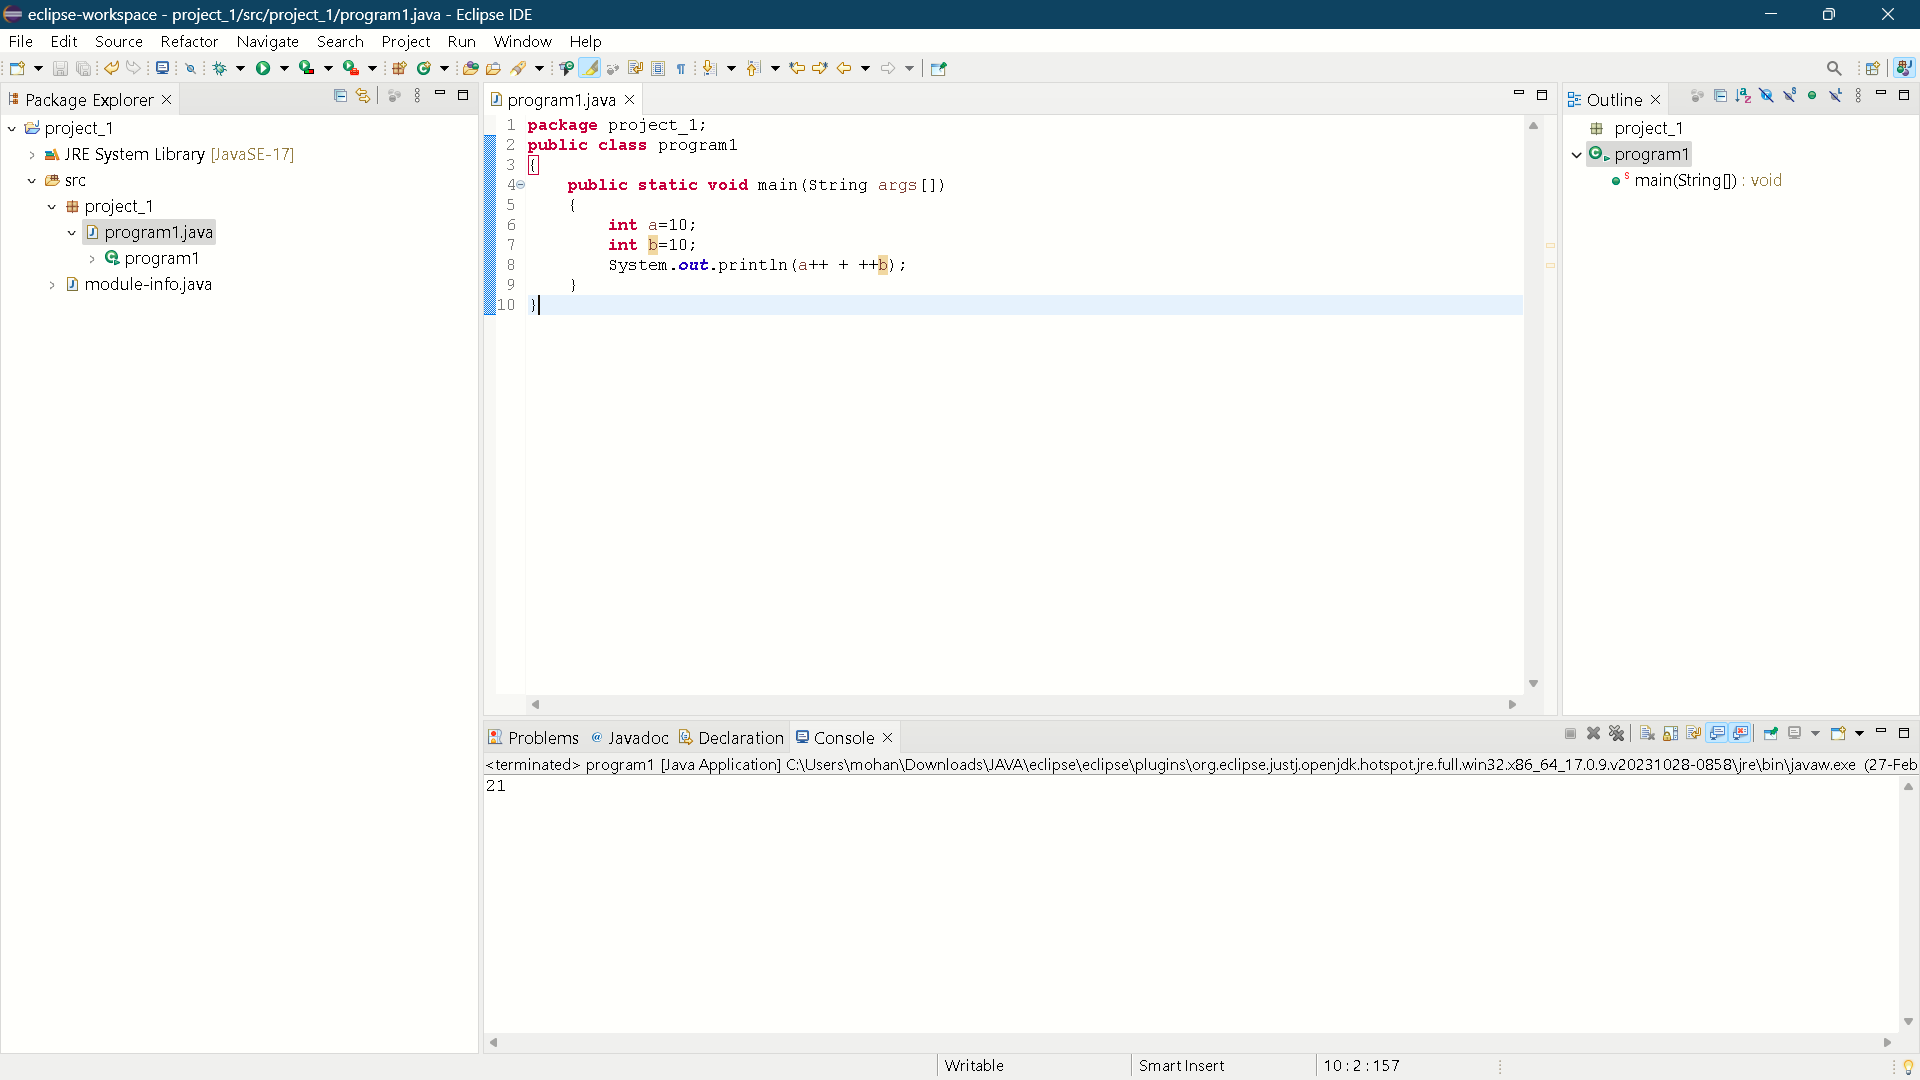 eclipse-workspace - project_1/src/project_1/program1.java - Eclipse IDE
File Edit Source Refactor Navigate Search Project Run Window Help
Package Explorer
project_1
JRE System Library [JavaSE-17]
src
project_1
program1.java
program1
module-info.java
program1.java
1 package project_1;
2 public class program1
3 {
4 public static void main(String args[])
5 {
6 int a=10;
7 int b=10;
8 System.out.println(a++ + ++b);
9 }
10 }
Outline
project_1
program1
main(String[]) : void
Problems @ Javadoc Declaration Console
<terminated> program1 [Java Application] C:\Users\mohan\Downloads\JAVA\eclipse\eclipse\plugins\org.eclipse.justj.openjdk.hotspot.jre.full.win32.x86_64_17.0.9.v20231028-0858\jre\bin\javaw.exe (27-Feb
21
Writable Smart Insert 10 : 2 : 157